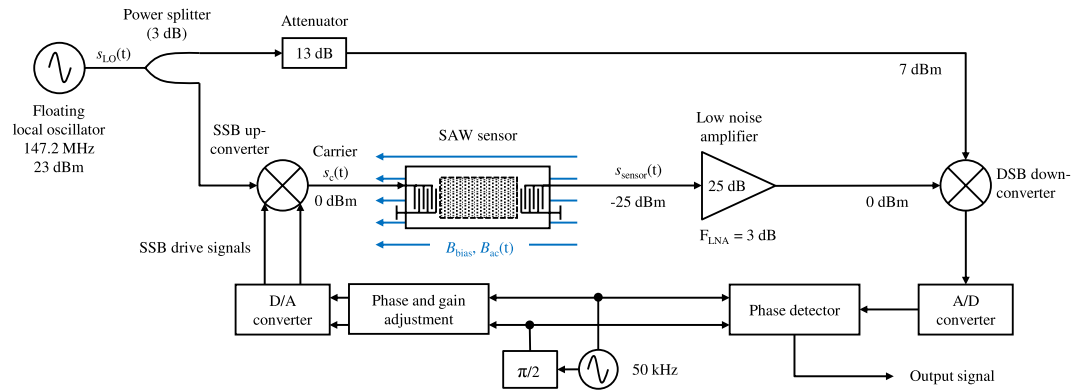 Power splitter
(3 dB)
Attenuator
s_LO(t)
13 dB
7 dBm
Floating
local oscillator
147.2 MHz
23 dBm
SSB up-
converter
Carrier
s_c(t)
0 dBm
SAW sensor
s_sensor(t)
-25 dBm
Low noise
amplifier
25 dB
F_LNA = 3 dB
0 dBm
DSB down-
converter
SSB drive signals
B_bias, B_ac(t)
D/A
converter
Phase and gain
adjustment
Phase detector
A/D
converter
π/2
50 kHz
Output signal